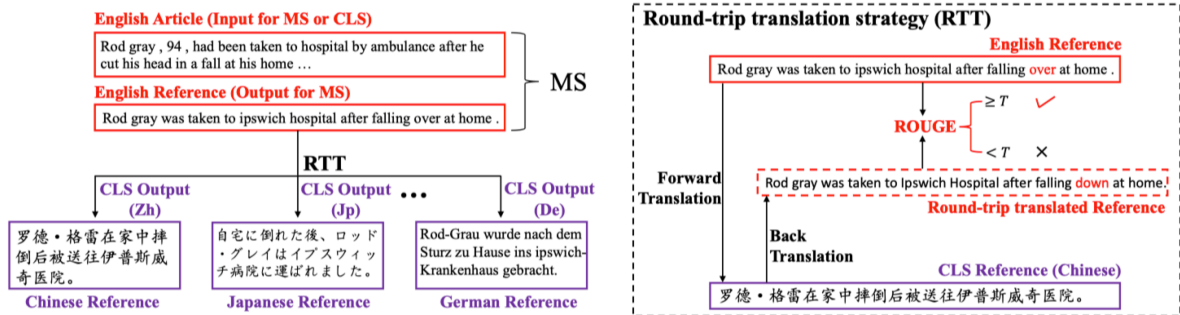 English Article (Input for MS or CLS)
Rod gray , 94 , had been taken to hospital by ambulance after he
cut his head in a fall at his home ...
English Reference (Output for MS)
Rod gray was taken to ipswich hospital after falling over at home .
MS
RTT
CLS Output
(Zh)
CLS Output
(Jp)
...
CLS Output
(De)
罗德·格雷在家中摔
倒后被送往伊普斯威
奇医院。
自宅に倒れた後、ロッド
・グレイはイプスウィッ
チ病院に運ばれました。
Rod-Grau wurde nach dem
Sturz zu Hause ins ipswich-
Krankenhaus gebracht.
Chinese Reference
Japanese Reference
German Reference
Round-trip translation strategy (RTT)
English Reference
Rod gray was taken to ipswich hospital after falling over at home .
ROUGE
≥ T ✓
< T ×
Forward
Translation
Rod gray was taken to Ipswich Hospital after falling down at home.
Round-trip translated Reference
Back
Translation
CLS Reference (Chinese)
罗德·格雷在家中摔倒后被送往伊普斯威奇医院。